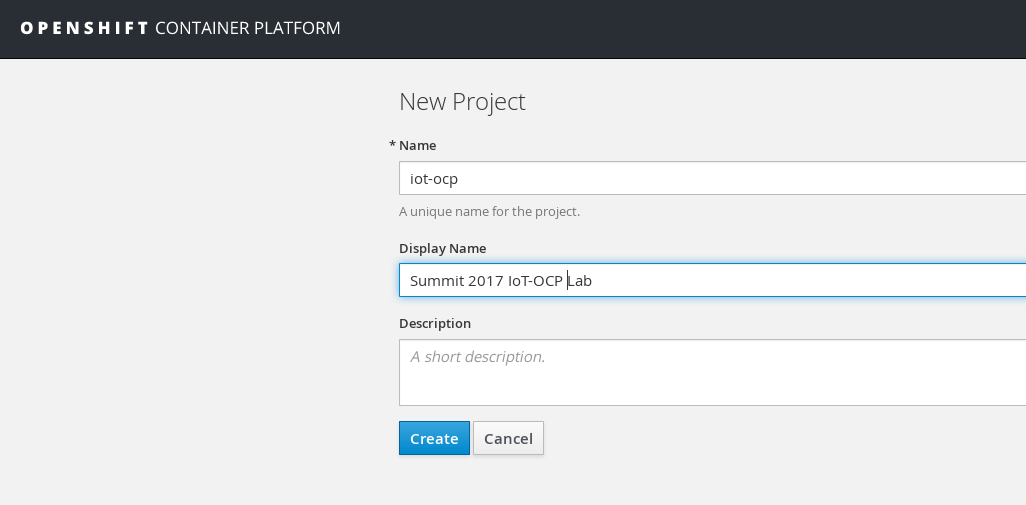 OPENSHIFT CONTAINER PLATFORM
New Project
* Name
iot-ocp
A unique name for the project.
Display Name
Summit 2017 IoT-OCP Lab
Description
A short description.
Create Cancel